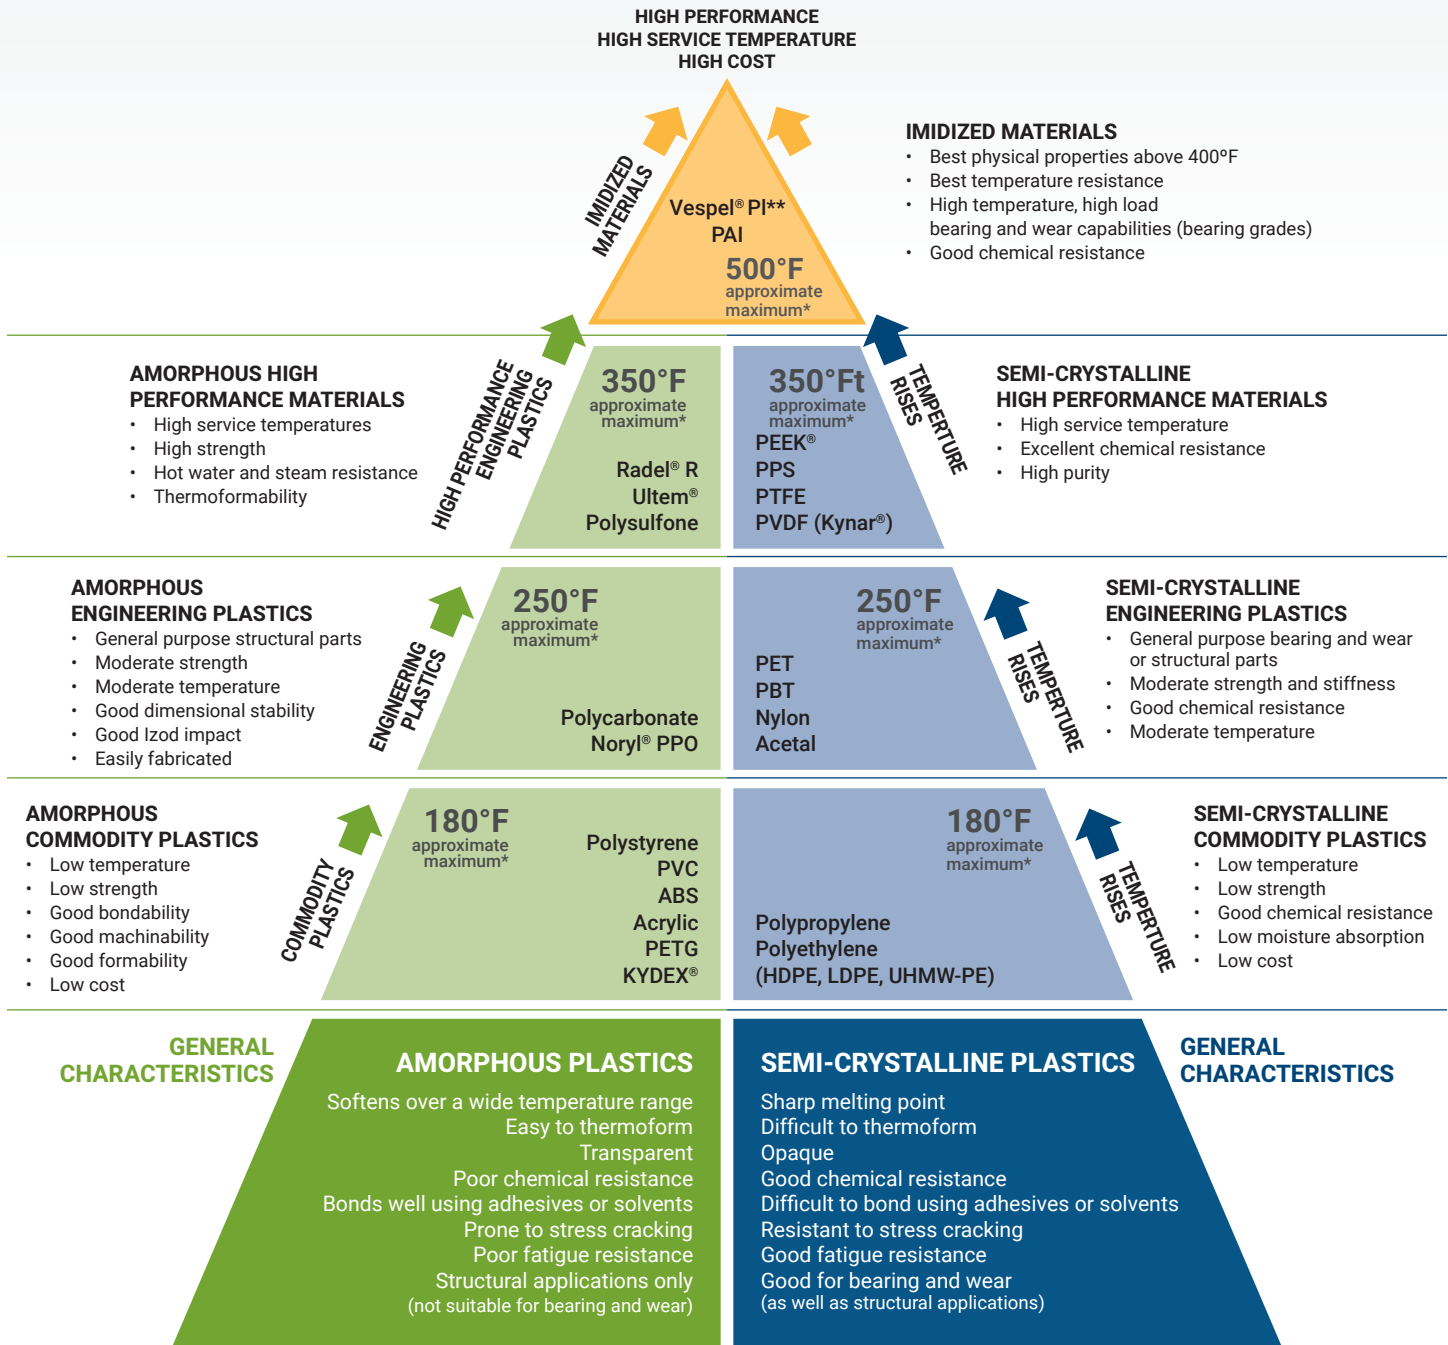 HIGH PERFORMANCE
HIGH SERVICE TEMPERATURE
HIGH COST
IMIDIZED
MATERIALS
Vespel® PI**
PAI
500°F
approximate
maximum*
IMIDIZED MATERIALS
• Best physical properties above 400ºF
• Best temperature resistance
• High temperature, high load
bearing and wear capabilities (bearing grades)
• Good chemical resistance
AMORPHOUS HIGH
PERFORMANCE MATERIALS
• High service temperatures
• High strength
• Hot water and steam resistance
• Thermoformability
HIGH PERFORMANCE
ENGINEERING
PLASTICS
350°F
approximate
maximum*
Radel® R
Ultem®
Polysulfone
350°Ft
approximate
maximum*
PEEK®
PPS
PTFE
PVDF (Kynar®)
TEMPERTURE
RISES
SEMI-CRYSTALLINE
HIGH PERFORMANCE MATERIALS
• High service temperature
• Excellent chemical resistance
• High purity
AMORPHOUS
ENGINEERING PLASTICS
• General purpose structural parts
• Moderate strength
• Moderate temperature
• Good dimensional stability
• Good Izod impact
• Easily fabricated
ENGINEERING
PLASTICS
250°F
approximate
maximum*
Polycarbonate
Noryl® PPO
250°F
approximate
maximum*
PET
PBT
Nylon
Acetal
TEMPERTURE
RISES
SEMI-CRYSTALLINE
ENGINEERING PLASTICS
• General purpose bearing and wear
or structural parts
• Moderate strength and stiffness
• Good chemical resistance
• Moderate temperature
AMORPHOUS
COMMODITY PLASTICS
• Low temperature
• Low strength
• Good bondability
• Good machinability
• Good formability
• Low cost
COMMODITY
PLASTICS
180°F
approximate
maximum*
Polystyrene
PVC
ABS
Acrylic
PETG
KYDEX®
180°F
approximate
maximum*
Polypropylene
Polyethylene
(HDPE, LDPE, UHMW-PE)
TEMPERTURE
RISES
SEMI-CRYSTALLINE
COMMODITY PLASTICS
• Low temperature
• Low strength
• Good chemical resistance
• Low moisture absorption
• Low cost
GENERAL
CHARACTERISTICS
AMORPHOUS PLASTICS
Softens over a wide temperature range
Easy to thermoform
Transparent
Poor chemical resistance
Bonds well using adhesives or solvents
Prone to stress cracking
Poor fatigue resistance
Structural applications only
(not suitable for bearing and wear)
SEMI-CRYSTALLINE PLASTICS
Sharp melting point
Difficult to thermoform
Opaque
Good chemical resistance
Difficult to bond using adhesives or solvents
Resistant to stress cracking
Good fatigue resistance
Good for bearing and wear
(as well as structural applications)
GENERAL
CHARACTERISTICS